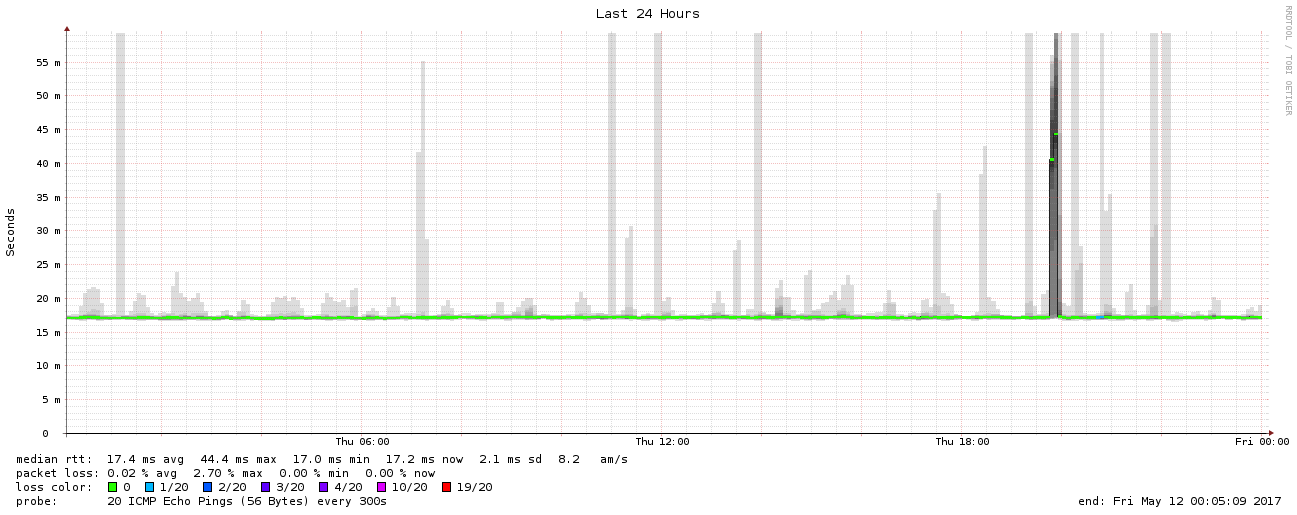 Last 24 Hours
RRDTOOL / TOBI OETIKER
Seconds
55 m
50 m
45 m
40 m
35 m
30 m
25 m
20 m
15 m
10 m
5 m
0
Thu 06:00 Thu 12:00 Thu 18:00 Fri 00:00
median rtt: 17.4 ms avg 44.4 ms max 17.0 ms min 17.2 ms now 2.1 ms sd 8.2 am/s
packet loss: 0.02 % avg 2.70 % max 0.00 % min 0.00 % now
loss color: 0 1/20 2/20 3/20 4/20 10/20 19/20
probe: 20 ICMP Echo Pings (56 Bytes) every 300s end: Fri May 12 00:05:09 2017